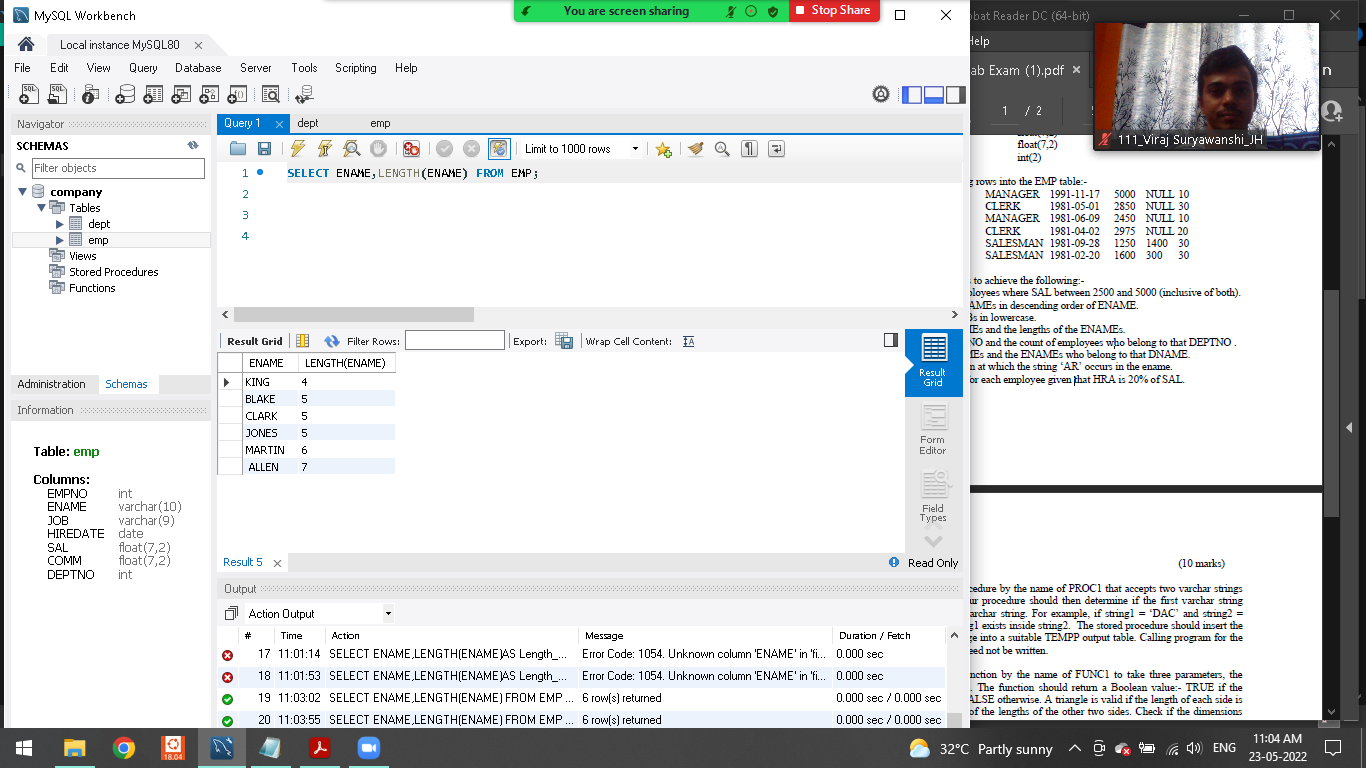 MySQL Workbench
You are screen sharing
Stop Share
Local instance MySQL80
File Edit View Query Database Server Tools Scripting Help
Navigator
SCHEMAS
Filter objects
company
Tables
dept
emp
Views
Stored Procedures
Functions
Administration Schemas
Information
Table: emp
Columns:
EMPNO int
ENAME varchar(10)
JOB varchar(9)
HIREDATE date
SAL float(7,2)
COMM float(7,2)
DEPTNO int
Query 1 dept emp
Limit to 1000 rows
1 SELECT ENAME,LENGTH(ENAME) FROM EMP;
2
3
4
Result Grid Filter Rows: Export: Wrap Cell Content:
ENAME LENGTH(ENAME)
KING 4
BLAKE 5
CLARK 5
JONES 5
MARTIN 6
ALLEN 7
Result Grid
Form Editor
Field Types
Result 5
Read Only
Output
Action Output
# Time Action Message Duration / Fetch
17 11:01:14 SELECT ENAME,LENGTH(ENAME)AS Length_... Error Code: 1054. Unknown column 'ENAME' in 'fi... 0.000 sec
18 11:01:53 SELECT ENAME,LENGTH(ENAME)AS Length_... Error Code: 1054. Unknown column 'ENAME' in 'fi... 0.000 sec
19 11:03:02 SELECT ENAME,LENGTH(ENAME) FROM EMP ... 6 row(s) returned 0.000 sec / 0.000 sec
20 11:03:55 SELECT ENAME,LENGTH(ENAME) FROM EMP ... 6 row(s) returned 0.000 sec / 0.000 sec
obat Reader DC (64-bit)
Help
ab Exam (1).pdf
1 / 2
111_Viraj Suryawanshi_JH
float(7,2)
float(7,2)
int(2)
g rows into the EMP table:-
MANAGER 1991-11-17 5000 NULL 10
CLERK 1981-05-01 2850 NULL 30
MANAGER 1981-06-09 2450 NULL 10
CLERK 1981-04-02 2975 NULL 20
SALESMAN 1981-09-28 1250 1400 30
SALESMAN 1981-02-20 1600 300 30
s to achieve the following:-
ployees where SAL between 2500 and 5000 (inclusive of both).
AMEs in descending order of ENAME.
Bs in lowercase.
MEs and the lengths of the ENAMEs.
NO and the count of employees who belong to that DEPTNO .
MEs and the ENAMEs who belong to that DNAME.
n at which the string ‘AR’ occurs in the ename.
for each employee given that HRA is 20% of SAL.
(10 marks)
cedure by the name of PROC1 that accepts two varchar strings
ur procedure should then determine if the first varchar string
archar string. For example, if string1 = ‘DAC’ and string2 =
g1 exists inside string2. The stored procedure should insert the
ge into a suitable TEMPP output table. Calling program for the
eed not be written.
nction by the name of FUNC1 to take three parameters, the
. The function should return a Boolean value:- TRUE if the
ALSE otherwise. A triangle is valid if the length of each side is
of the lengths of the other two sides. Check if the dimensions
18.04
32°C Partly sunny
ENG
11:04 AM
23-05-2022